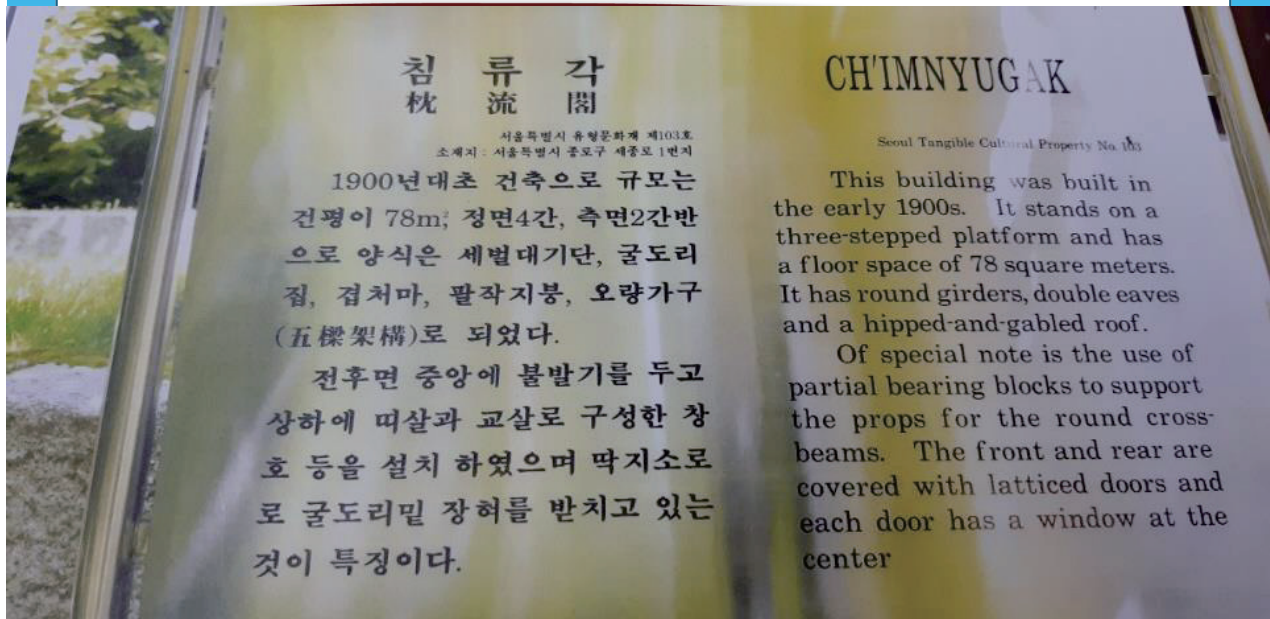 침 류 각
枕 流 閣
서울특별시 유형문화재 제103호
소재지 : 서울특별시 종로구 세종로 1번지
1900년대초 건축으로 규모는
건평이 78m², 정면4간, 측면2간반
으로 양식은 세벌대기단, 굴도리
집, 겹처마, 팔작지붕, 오량가구
(五樑架構)로 되었다.
전후면 중앙에 불발기를 두고
상하에 띠살과 교살로 구성한 창
호 등을 설치 하였으며 딱지소로
로 굴도리밑 장혀를 받치고 있는
것이 특징이다.
CH'IMNYUGAK
Seoul Tangible Cultural Property No. 103
This building was built in
the early 1900s. It stands on a
three-stepped platform and has
a floor space of 78 square meters.
It has round girders, double eaves
and a hipped-and-gabled roof.
Of special note is the use of
partial bearing blocks to support
the props for the round cross-
beams. The front and rear are
covered with latticed doors and
each door has a window at the
center